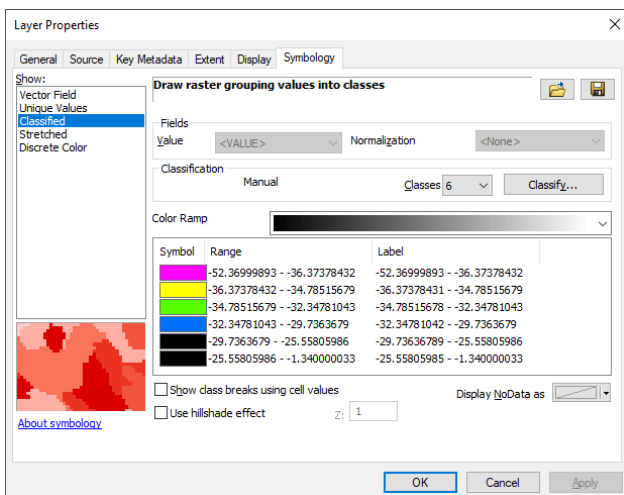 Layer Properties
General Source Key Metadata Extent Display Symbology
Show:
Vector Field
Unique Values
Classified
Stretched
Discrete Color
Draw raster grouping values into classes
Fields
Value <VALUE> Normalization <None>
Classification
Manual Classes 6 Classify...
Color Ramp
Symbol Range Label
-52.36999893 - -36.37378432 -52.36999893 - -36.37378432
-36.37378432 - -34.78515679 -36.37378431 - -34.78515679
-34.78515679 - -32.34781043 -34.78515678 - -32.34781043
-32.34781043 - -29.7363679 -32.34781042 - -29.7363679
-29.7363679 - -25.55805986 -29.73636789 - -25.55805986
-25.55805986 - -1.340000033 -25.55805985 - -1.340000033
Show class breaks using cell values
Display NoData as
Use hillshade effect Z: 1
About symbology
OK Cancel Apply